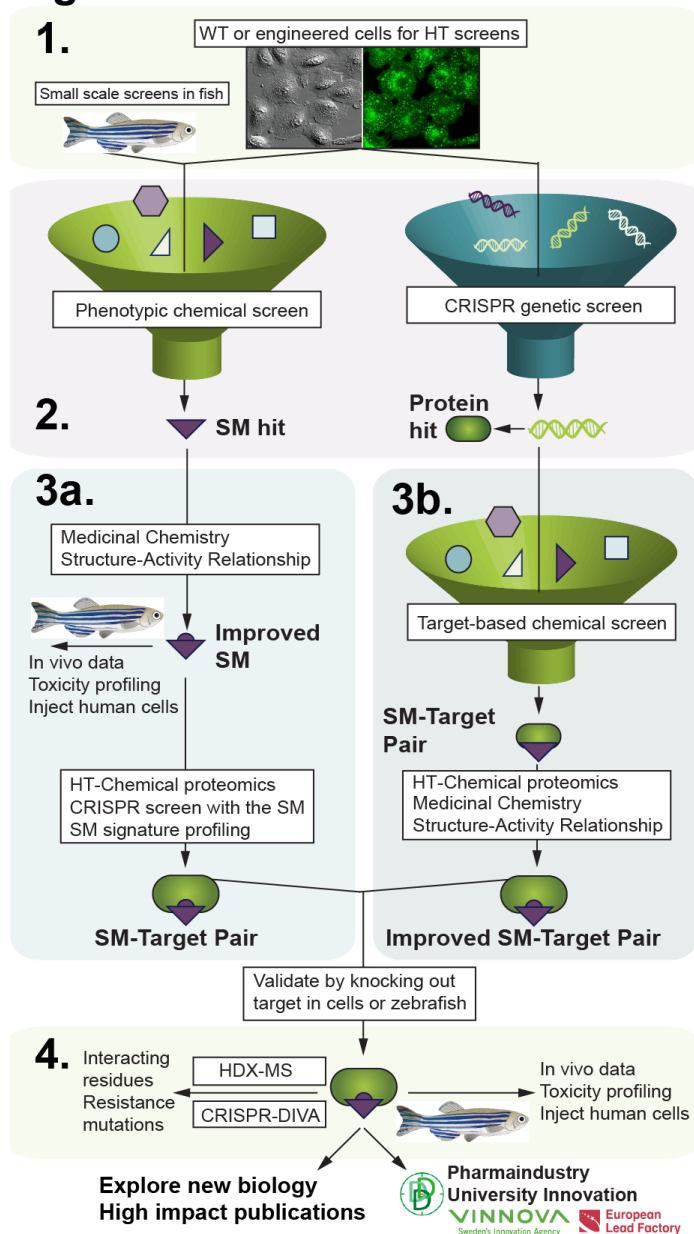 1.
WT or engineered cells for HT screens
Small scale screens in fish
Phenotypic chemical screen
CRISPR genetic screen
2.
SM hit
Protein
hit
3a.
Medicinal Chemistry
Structure-Activity Relationship
Improved
SM
In vivo data
Toxicity profiling
Inject human cells
HT-Chemical proteomics
CRISPR screen with the SM
SM signature profiling
SM-Target Pair
3b.
Target-based chemical screen
SM-Target
Pair
HT-Chemical proteomics
Medicinal Chemistry
Structure-Activity Relationship
Improved SM-Target Pair
Validate by knocking out
target in cells or zebrafish
4.
Interacting
residues
Resistance
mutations
HDX-MS
CRISPR-DIVA
In vivo data
Toxicity profiling
Inject human cells
Explore new biology
High impact publications
Pharmaindustry
University Innovation
VINNOVA
Sweden's Innovation Agency
European
Lead Factory